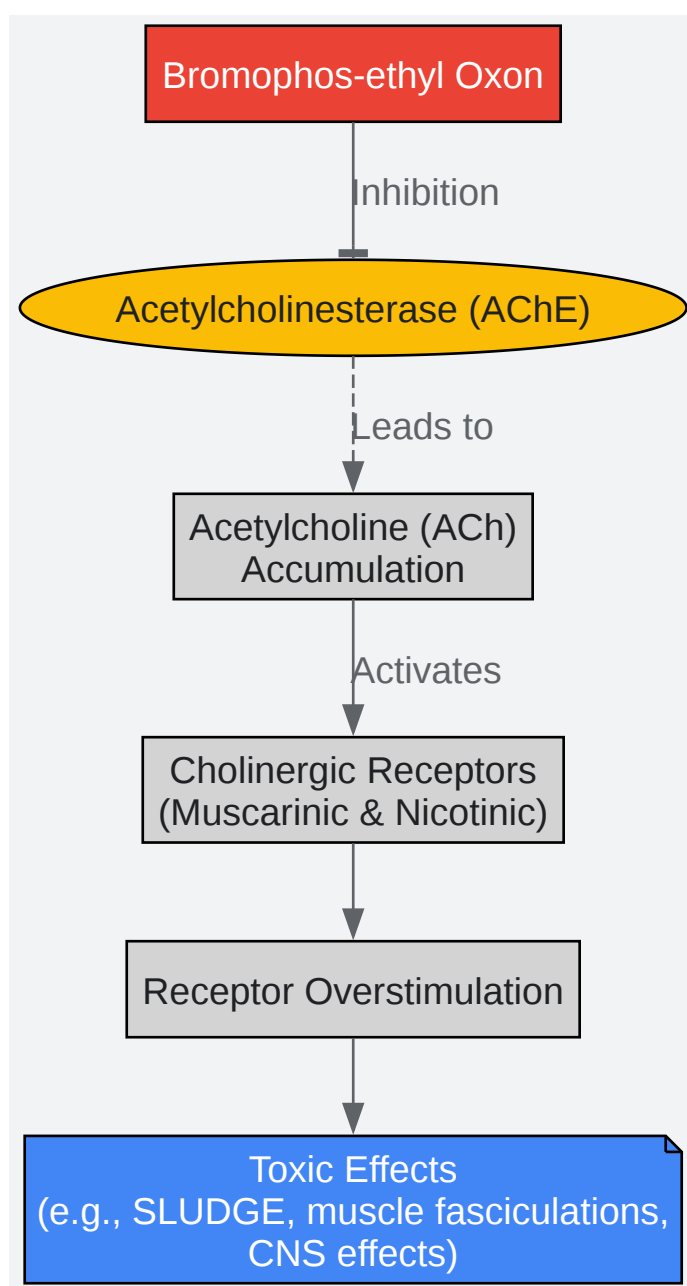 Bromophos-ethyl Oxon
Inhibition
Acetylcholinesterase (AChE)
Leads to
Acetylcholine (ACh)
Accumulation
Activates
Cholinergic Receptors
(Muscarinic & Nicotinic)
Receptor Overstimulation
Toxic Effects
(e.g., SLUDGE, muscle fasciculations,
CNS effects)